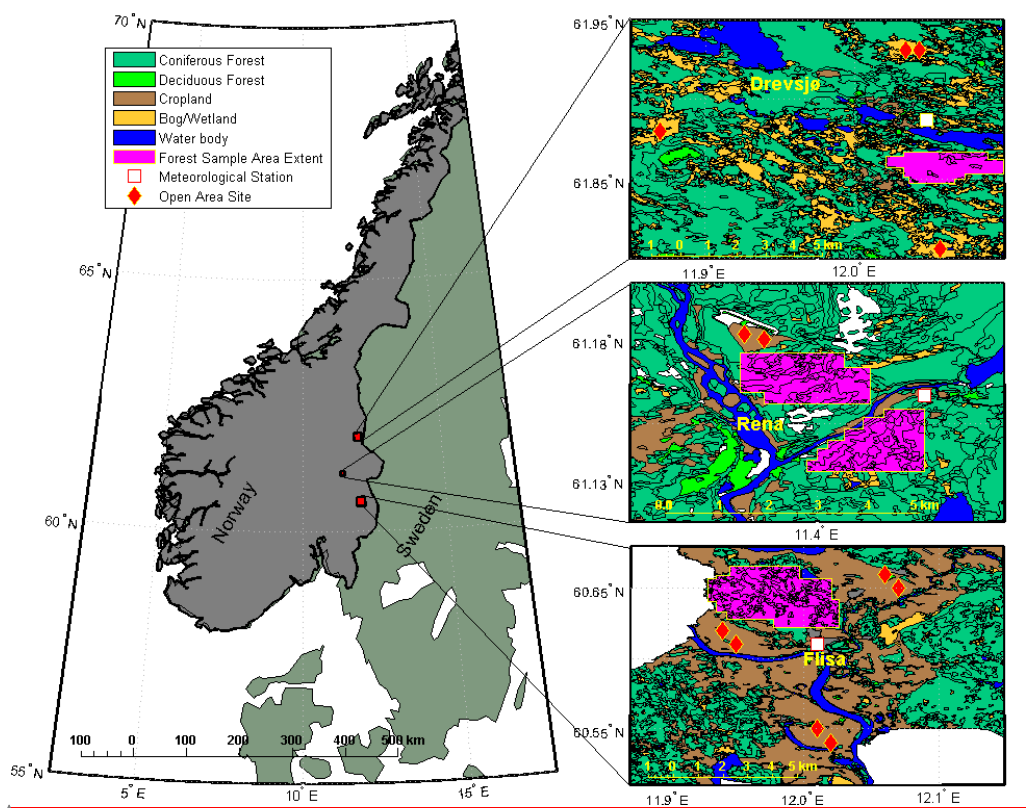 70° N
65° N
60° N
55° N
5° E
10° E
15° E
Coniferous Forest
Deciduous Forest
Cropland
Bog/Wetland
Water body
Forest Sample Area Extent
Meteorological Station
Open Area Site
Norway
Sweden
100 0 100 200 300 400 500 km
61.95° N
61.85° N
Drevsjø
1 0 1 2 3 4 5 km
11.9° E
12.0° E
61.18° N
61.13° N
Rena
1 2 3 4 5 km
11.4° E
60.65° N
60.55° N
Flisa
1 0 1 2 3 4 5 km
11.9° E
12.0° E
12.1° E